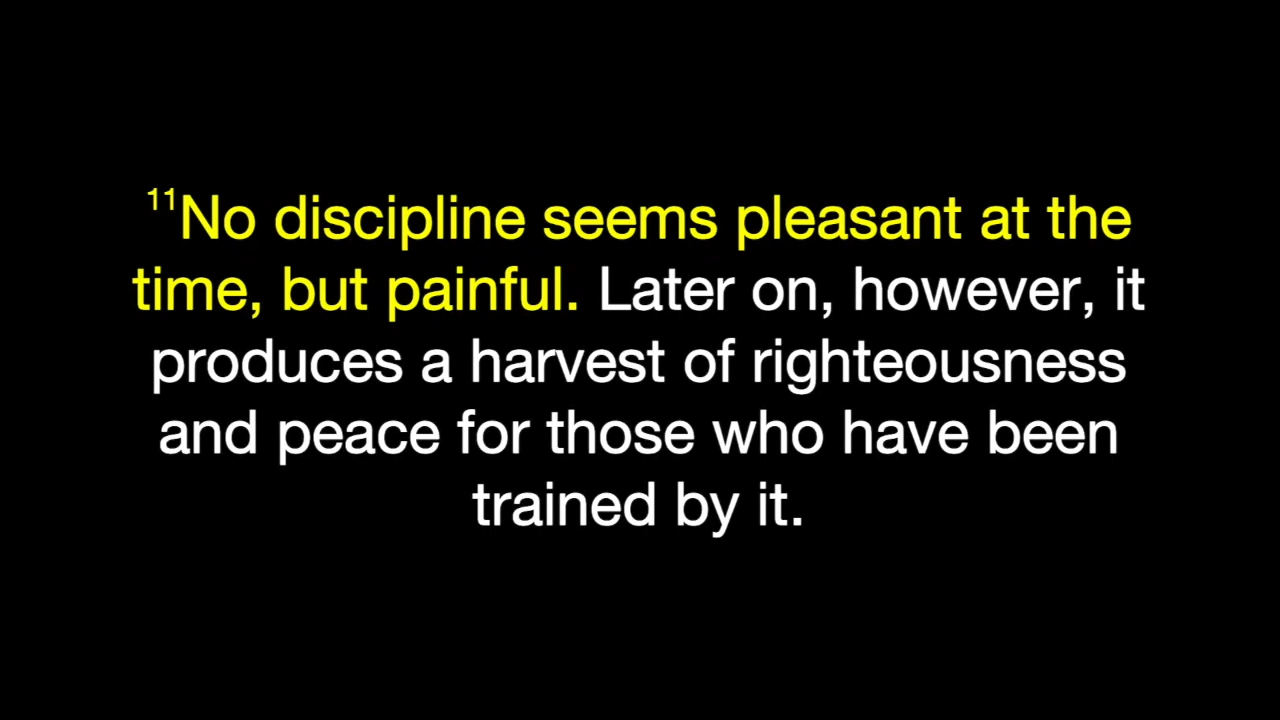 ¹¹No discipline seems pleasant at the
time, but painful. Later on, however, it
produces a harvest of righteousness
and peace for those who have been
trained by it.